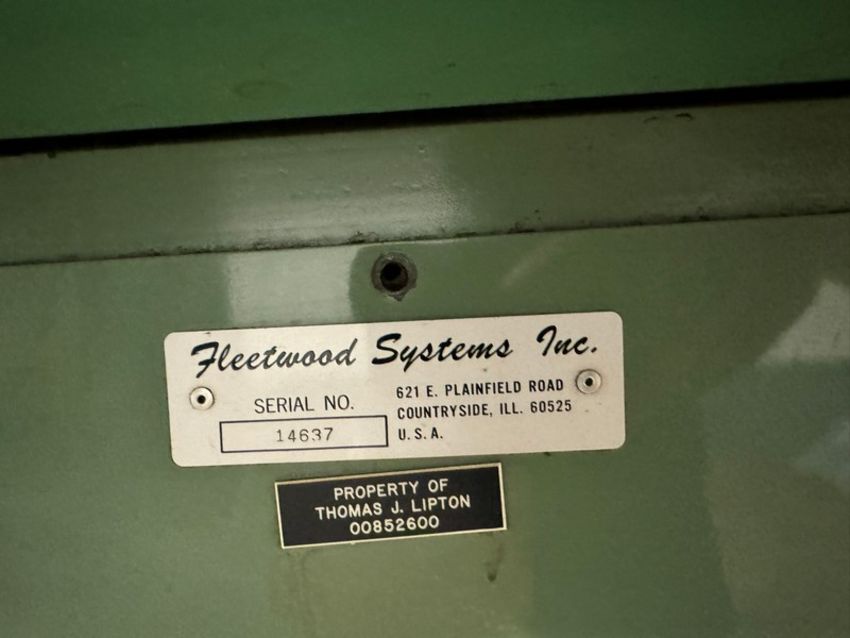 Fleetwood Systems Inc.
SERIAL NO.
14637
621 E. PLAINFIELD ROAD
COUNTRYSIDE, ILL. 60525
U.S.A.
PROPERTY OF
THOMAS J. LIPTON
00852600